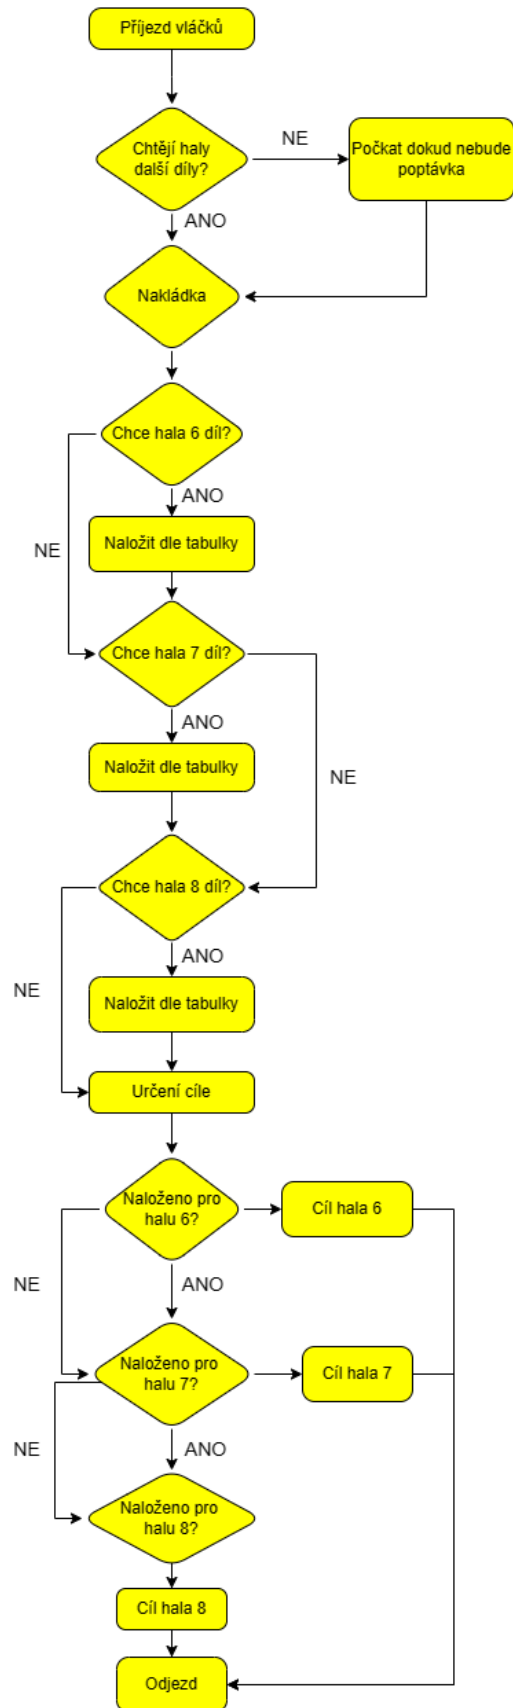 Příjezd vláčků
Chtějí haly
další díly?
NE
Počkat dokud nebude
poptávka
ANO
Nakládka
Chce hala 6 díl?
ANO
NE
Naložit dle tabulky
Chce hala 7 díl?
ANO
Naložit dle tabulky
NE
Chce hala 8 díl?
ANO
NE
Naložit dle tabulky
Určení cíle
Naloženo pro
halu 6?
Cíl hala 6
NE
ANO
Naloženo pro
halu 7?
Cíl hala 7
NE
ANO
Naloženo pro
halu 8?
Cíl hala 8
Odjezd